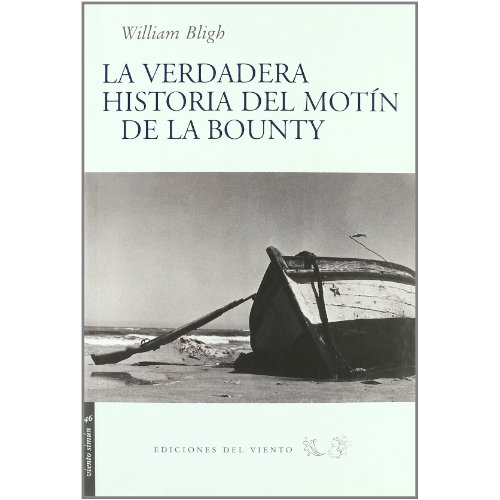 William Bligh
LA VERDADERA
HISTORIA DEL MOTÍN
DE LA BOUNTY
EDICIONES DEL VIENTO
viento simún 46